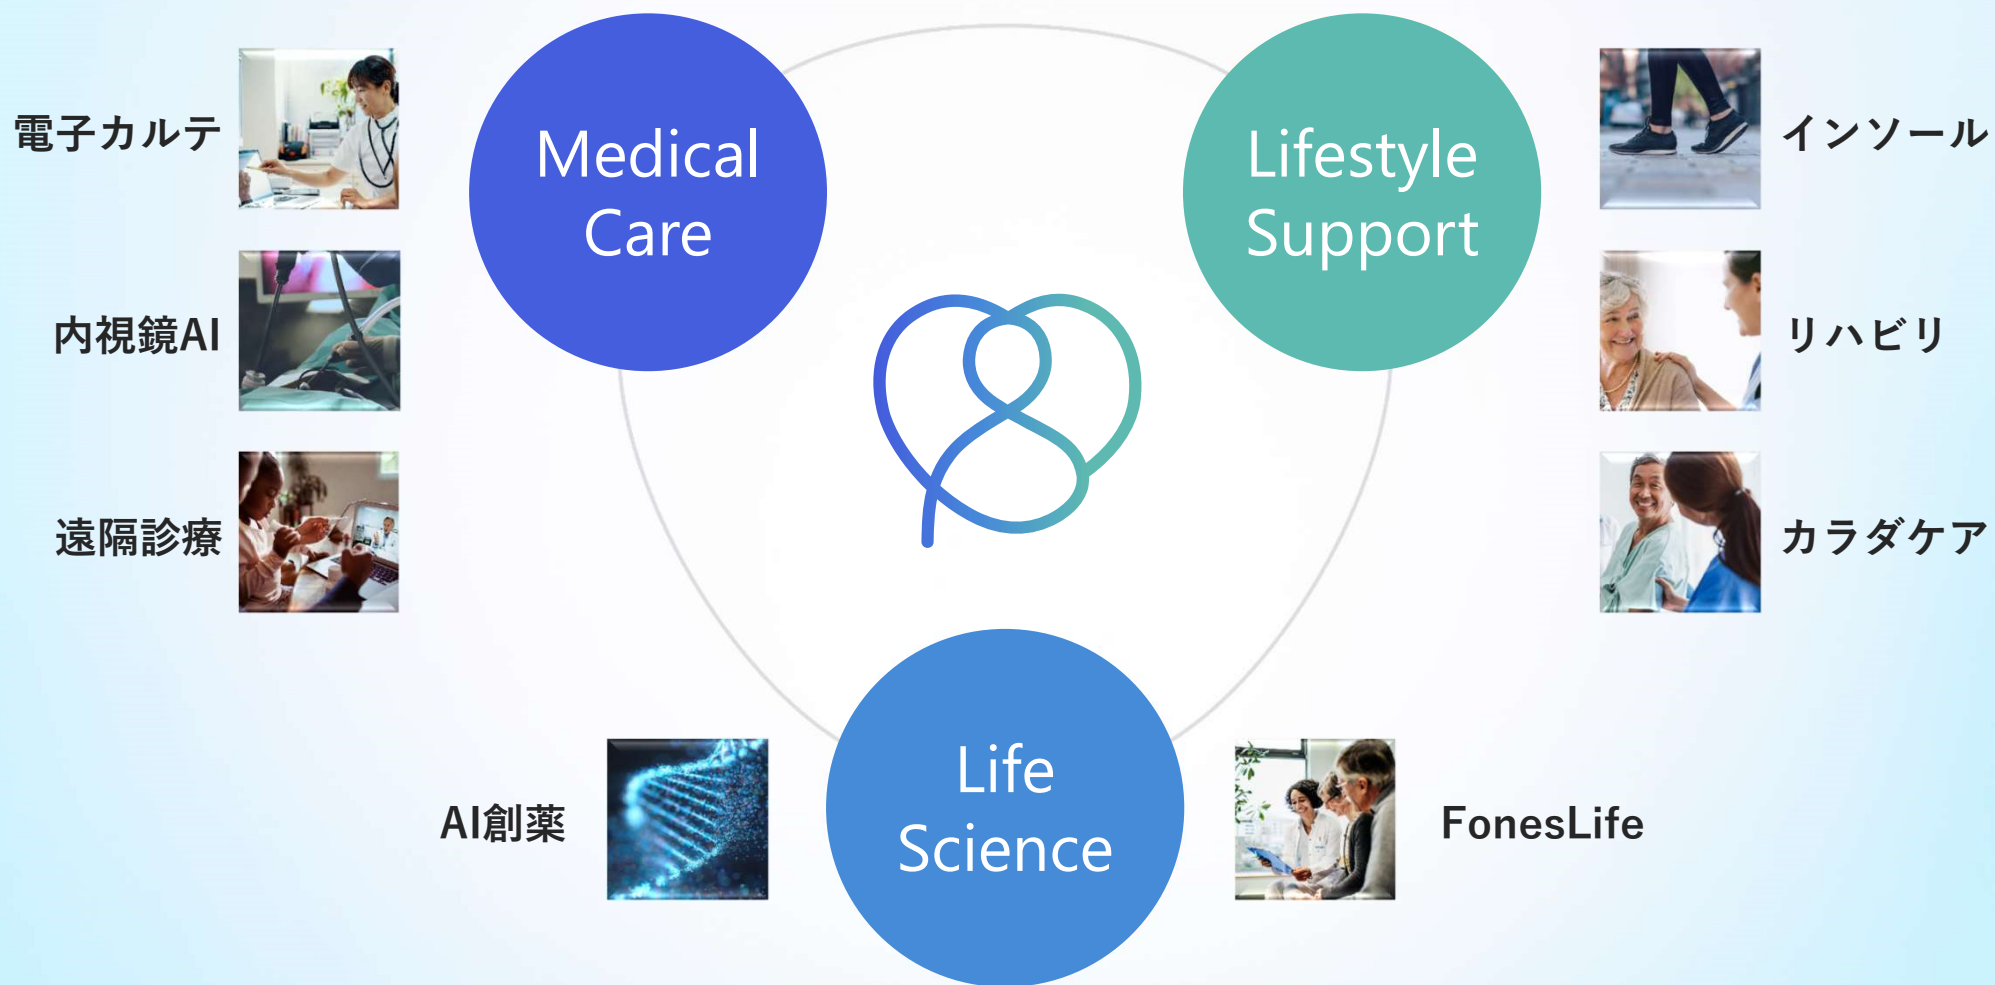 電子カルテ
内視鏡AI
遠隔診療
Medical
Care
Lifestyle
Support
インソール
リハビリ
カラダケア
AI創薬
Life
Science
FonesLife